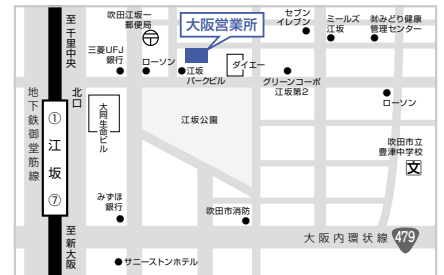 至千里中央
吹田江坂一
郵便局
大阪営業所
セブン
イレブン
ミールズ
江坂
㈶みどり健康
管理センター
三菱UFJ
銀行
ローソン
江坂
パークビル
ダイエー
グリーンコーポ
江坂第2
ローソン
地下鉄御堂筋線
北口
①江坂⑦
大同生命ビル
江坂公園
吹田市立
豊津中学校
文
みずほ
銀行
吹田市消防
大阪内環状線
479
至新大阪
サニーストンホテル